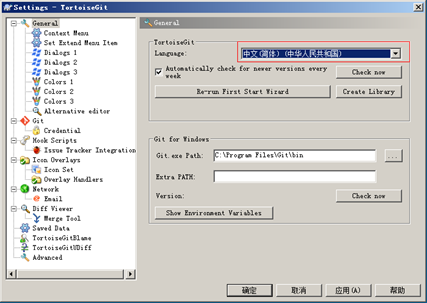 Settings - TortoiseGit
General
Context Menu
Set Extend Menu Item
Dialogs 1
Dialogs 2
Dialogs 3
Colors 1
Colors 2
Colors 3
Alternative editor
Git
Credential
Hook Scripts
Issue Tracker Integration
Icon Overlays
Icon Set
Overlay Handlers
Network
Email
Diff Viewer
Merge Tool
Saved Data
TortoiseGitBlame
TortoiseGitUDiff
Advanced
General
TortoiseGit
Language:
中文(简体) (中华人民共和国)
Automatically check for newer versions every week
Check now
Re-run First Start Wizard
Create Library
Git for Windows
Git.exe Path:
C:\Program Files\Git\bin
...
Extra PATH:
Version:
Check now
Show Environment Variables
确定
取消
应用(A)
帮助